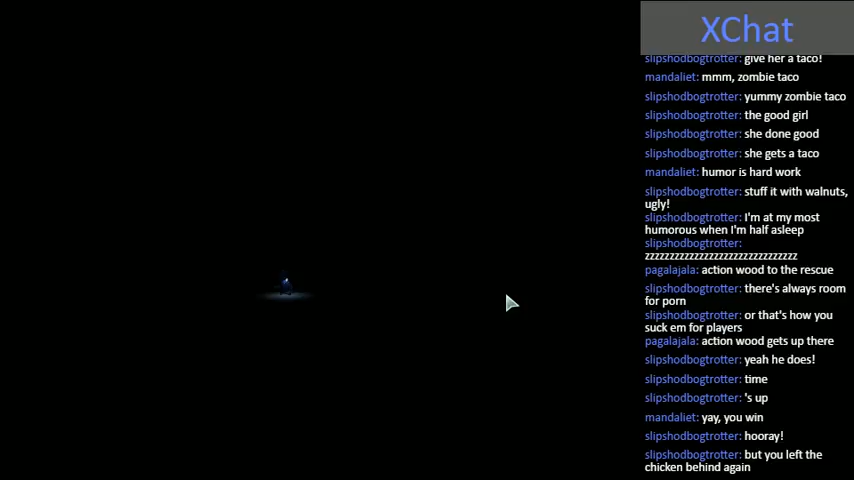 XChat
slipshodbogtrotter: give her a taco!
mandaliet: mmm, zombie taco
slipshodbogtrotter: yummy zombie taco
slipshodbogtrotter: the good girl
slipshodbogtrotter: she done good
slipshodbogtrotter: she gets a taco
mandaliet: humor is hard work
slipshodbogtrotter: stuff it with walnuts,
ugly!
slipshodbogtrotter: I'm at my most
humorous when I'm half asleep
slipshodbogtrotter:
zzzzzzzzzzzzzzzzzzzzzzzzzzzzzzzz
pagalajala: action wood to the rescue
slipshodbogtrotter: there's always room
for porn
slipshodbogtrotter: or that's how you
suck em for players
pagalajala: action wood gets up there
slipshodbogtrotter: yeah he does!
slipshodbogtrotter: time
slipshodbogtrotter: 's up
mandaliet: yay, you win
slipshodbogtrotter: hooray!
slipshodbogtrotter: but you left the
chicken behind again